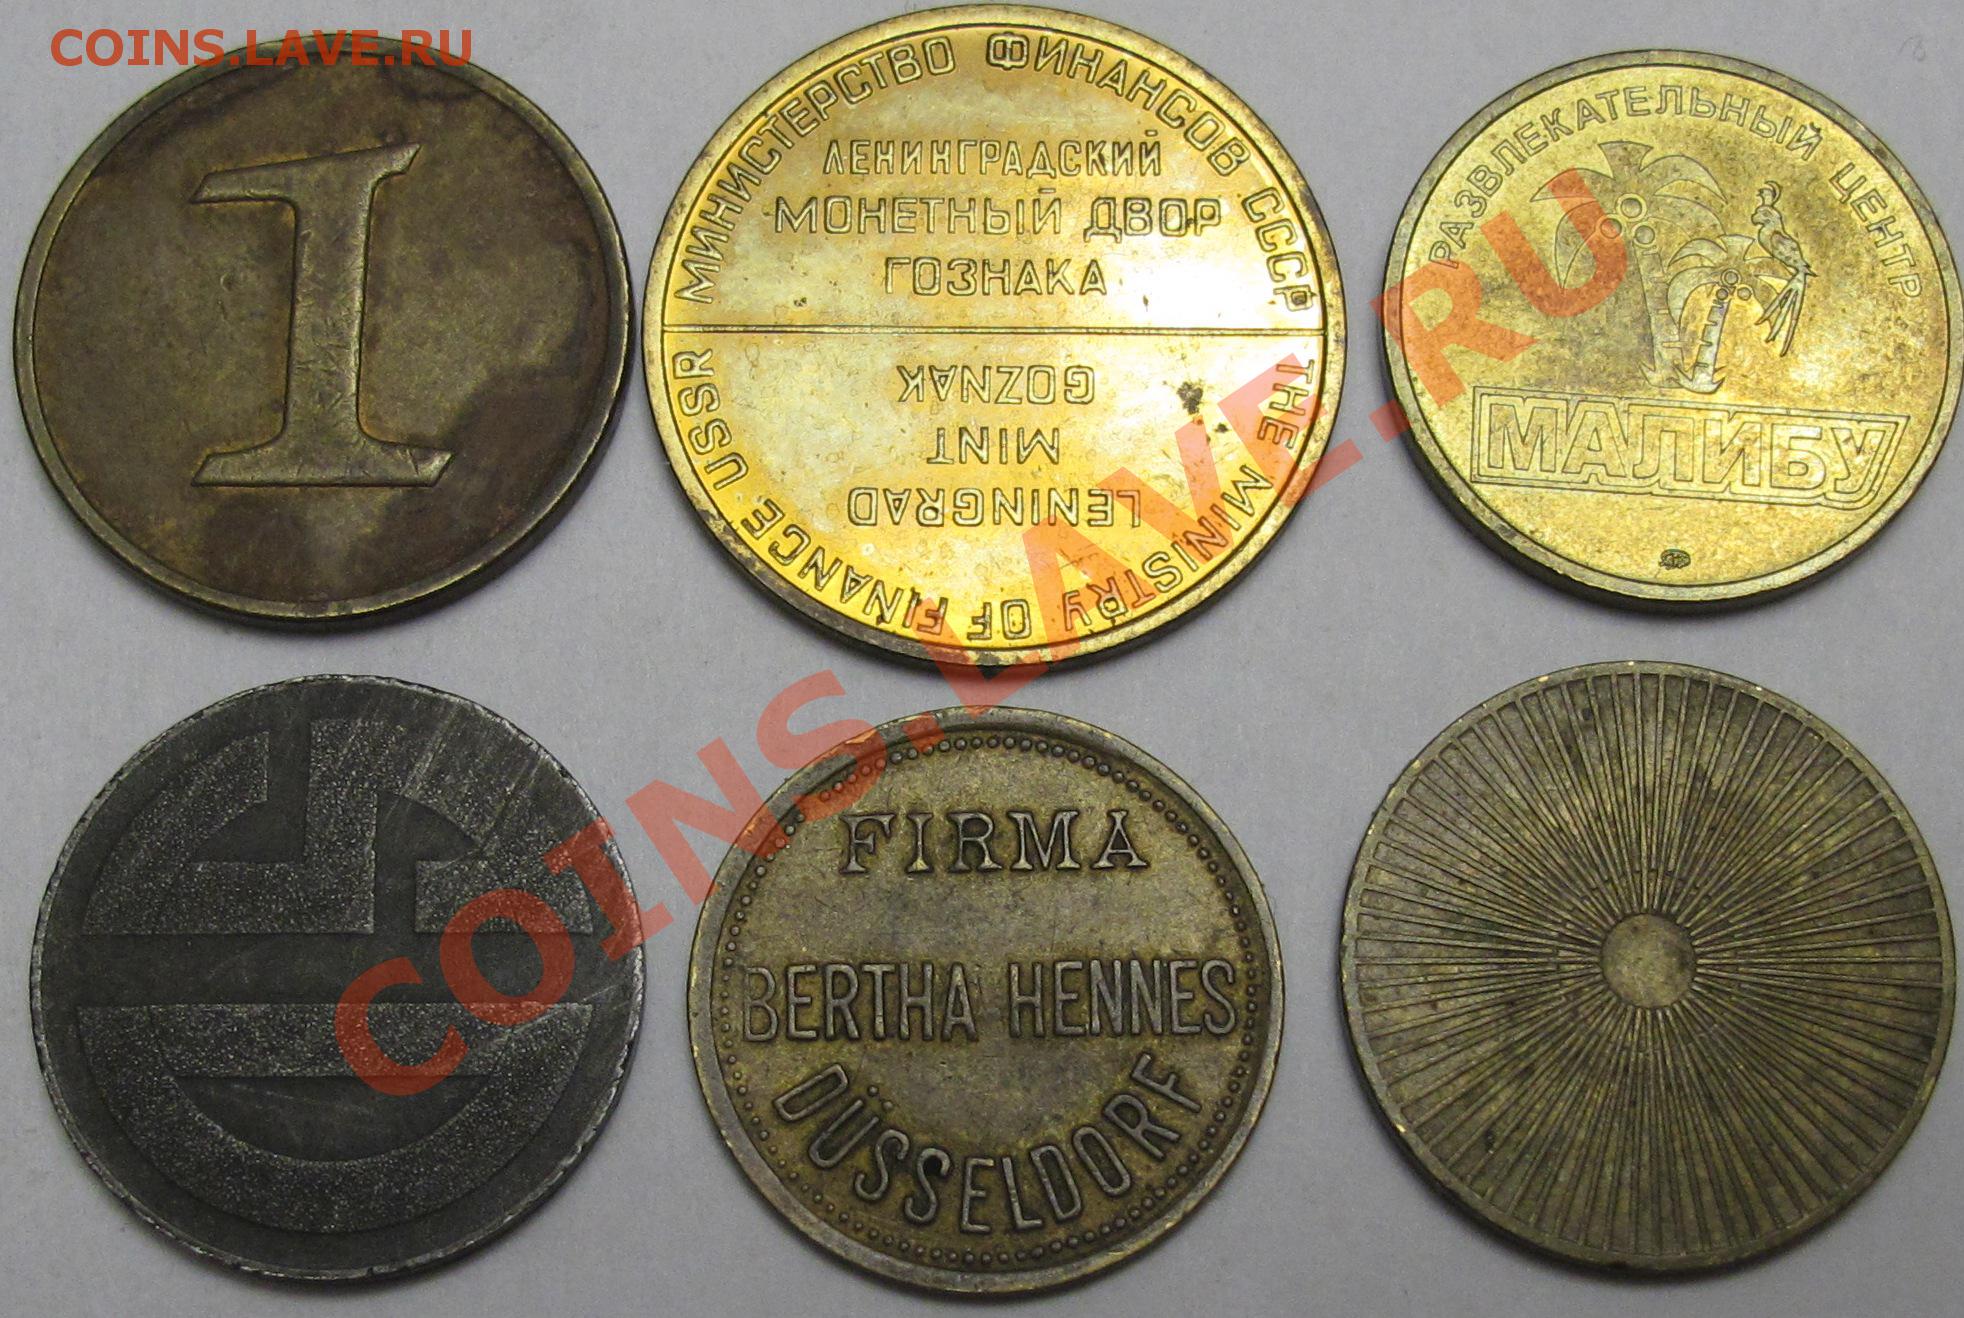 COINS.LAVE.RU
1
МИНИСТЕРСТВО ФИНАНСОВ СССР
ЛЕНИНГРАДСКИЙ
МОНЕТНЫЙ ДВОР
ГОЗНАКА
THE MINISTRY OF FINANCE USSR
LENINGRAD
MINT
GOZNAK
РАЗВЛЕКАТЕЛЬНЫЙ ЦЕНТР
МАЛИБУ
COINS.LAVE.RU
FIRMA
BERTHA HENNES
DÜSSELDORF